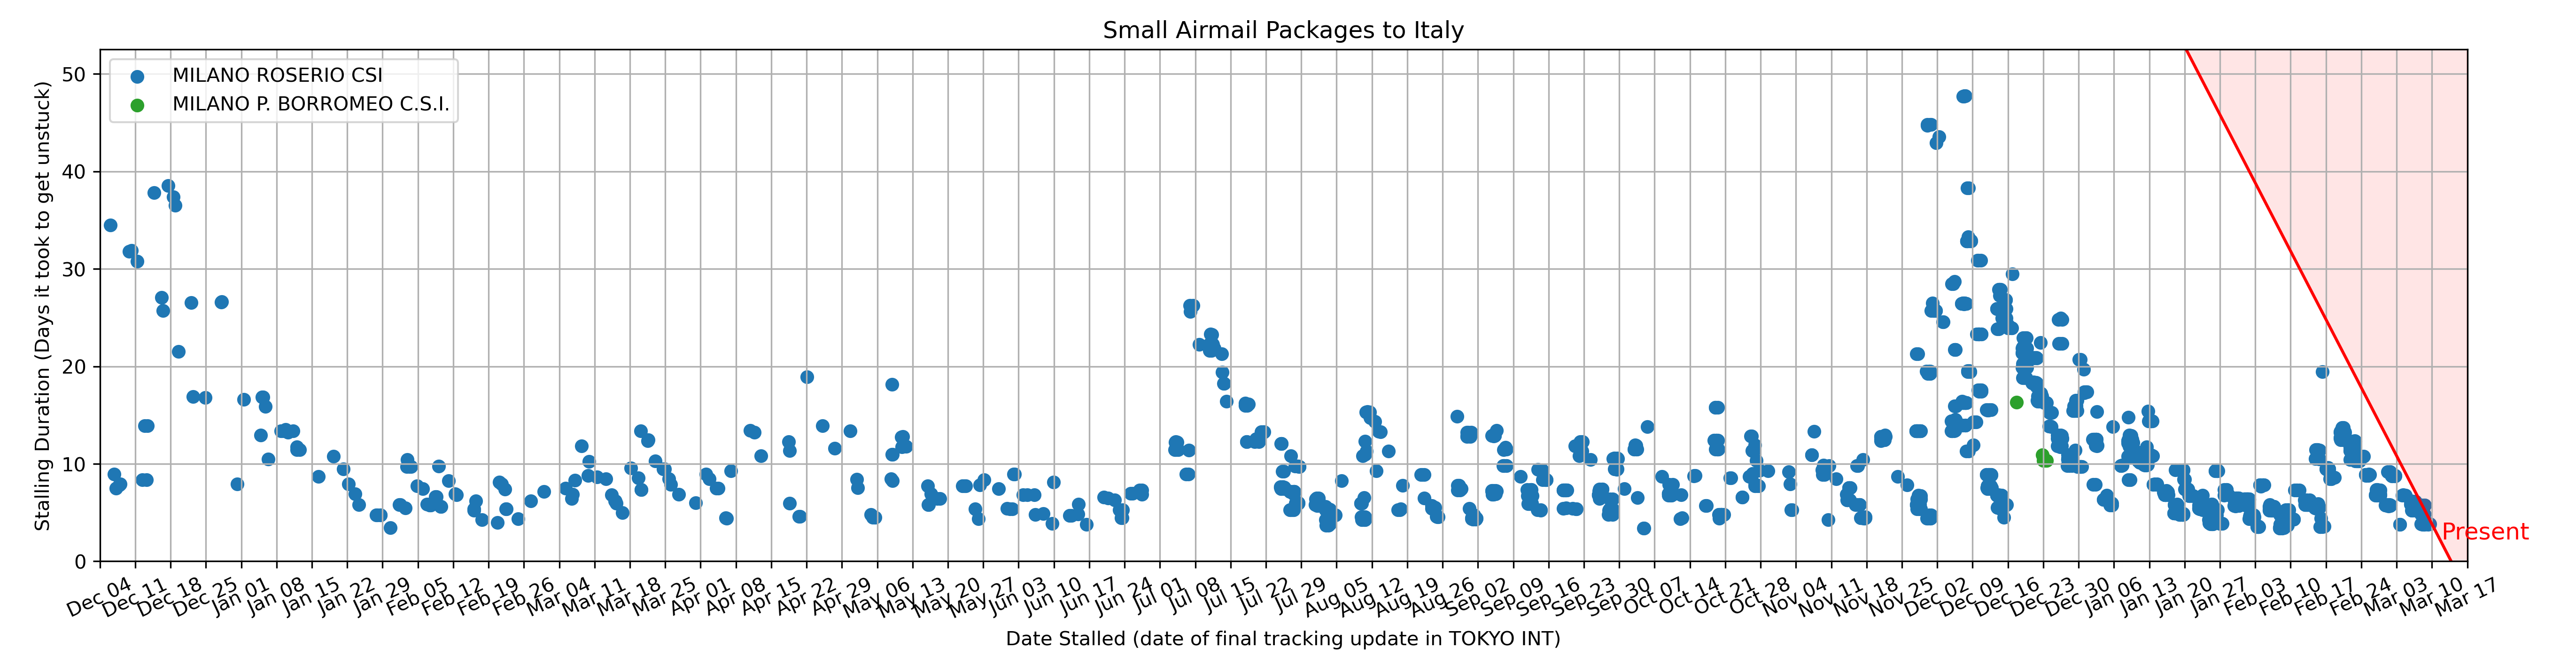 Small Airmail Packages to Italy
MILANO ROSERIO CSI
MILANO P. BORROMEO C.S.I.
Stalling Duration (Days it took to get unstuck)
50
40
30
20
10
0
Present
Dec 04
Dec 11
Dec 18
Dec 25
Jan 01
Jan 08
Jan 15
Jan 22
Jan 29
Feb 05
Feb 12
Feb 19
Feb 26
Mar 04
Mar 11
Mar 18
Mar 25
Apr 01
Apr 08
Apr 15
Apr 22
Apr 29
May 06
May 13
May 20
May 27
Jun 03
Jun 10
Jun 17
Jun 24
Jul 01
Jul 08
Jul 15
Jul 22
Jul 29
Aug 05
Aug 12
Aug 19
Aug 26
Sep 02
Sep 09
Sep 16
Sep 23
Sep 30
Oct 07
Oct 14
Oct 21
Oct 28
Nov 04
Nov 11
Nov 18
Nov 25
Dec 02
Dec 09
Dec 16
Dec 23
Dec 30
Jan 06
Jan 13
Jan 20
Jan 27
Feb 03
Feb 10
Feb 17
Feb 24
Mar 03
Mar 10
Mar 17
Date Stalled (date of final tracking update in TOKYO INT)